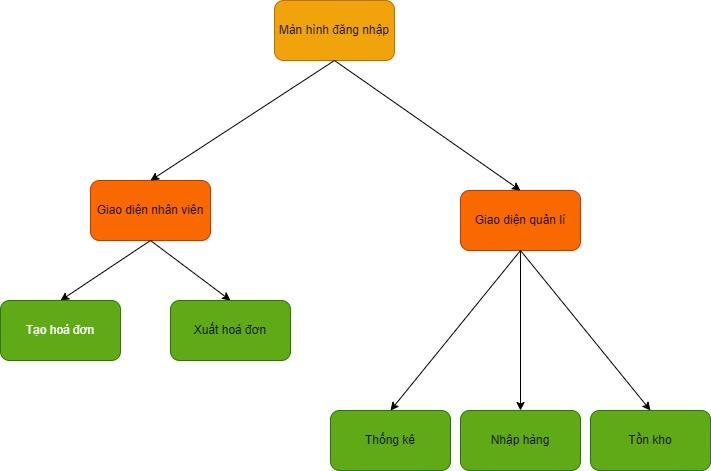 Màn hình đăng nhập
Giao diện nhân viên
Giao diện quản lí
Tạo hoá đơn
Xuất hoá đơn
Thống kê
Nhập hàng
Tồn kho